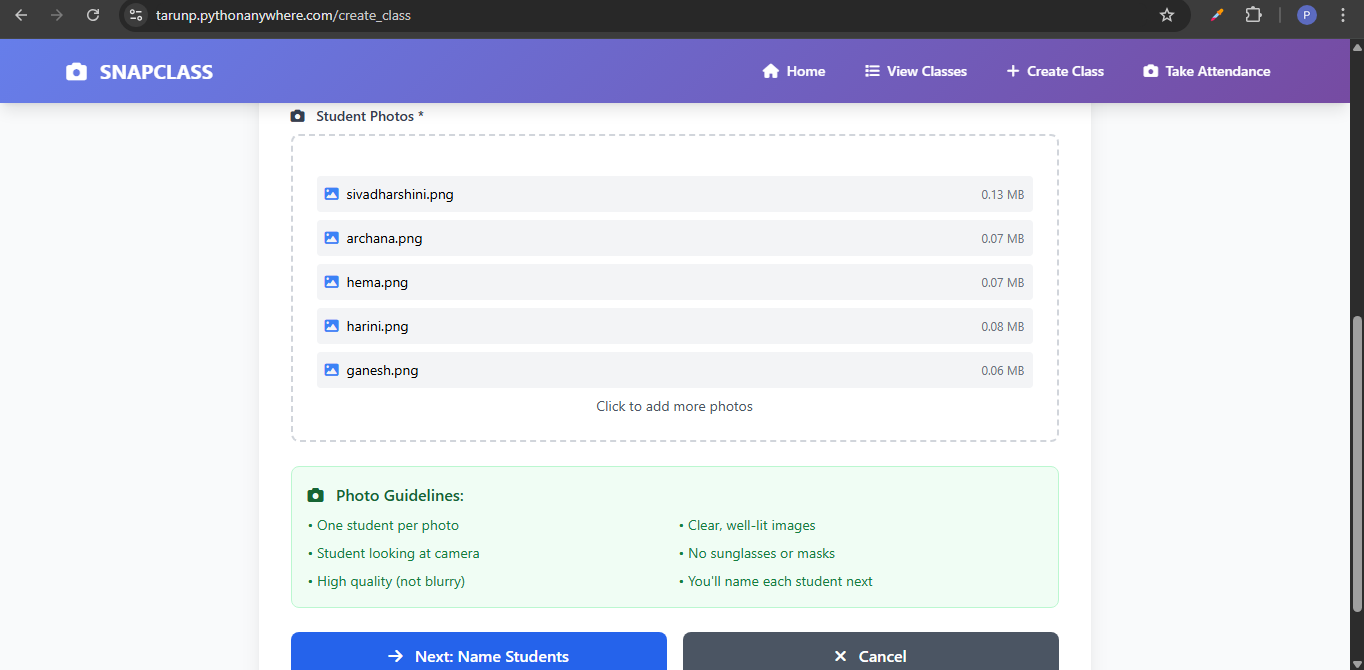 tarunp.pythonanywhere.com/create_class
P
SNAPCLASS
Home
View Classes
Create Class
Take Attendance
Student Photos *
sivadharshini.png 0.13 MB
archana.png 0.07 MB
hema.png 0.07 MB
harini.png 0.08 MB
ganesh.png 0.06 MB
Click to add more photos
Photo Guidelines:
• One student per photo
• Clear, well-lit images
• Student looking at camera
• No sunglasses or masks
• High quality (not blurry)
• You'll name each student next
Next: Name Students
Cancel